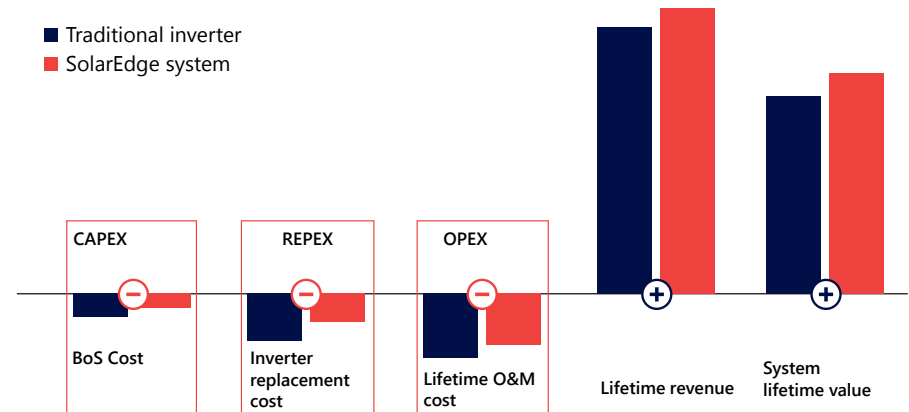 Traditional inverter
SolarEdge system
CAPEX
REPEX
OPEX
BoS Cost
Inverter
replacement
cost
Lifetime O&M
cost
Lifetime revenue
System
lifetime value